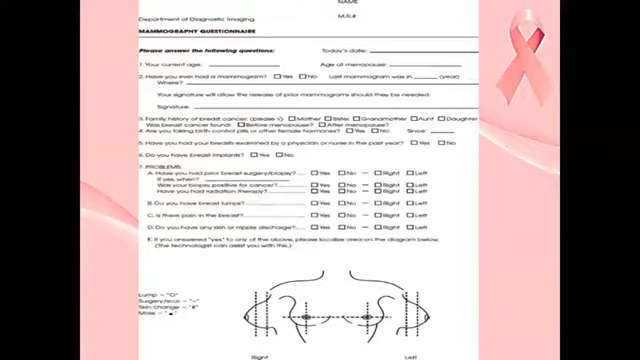 NAME
Department of Diagnostic Imaging
M.R.#
MAMMOGRAPHY QUESTIONNAIRE
Please answer the following questions: Today's date:
1. Your current age: Age of menopause:
2. Have you ever had a mammogram? Yes No Last mammogram was in (year)
Where?
Your signature will allow the release of prior mammograms should they be needed.
Signature:
3. Family history of breast cancer: (please √) Mother Sister Grandmother Aunt Daughter
Was breast cancer found: Before menopause? After menopause?
4. Are you taking birth control pills or other female hormones? Yes No Since:
5. Have you had your breasts examined by a physician or nurse in the past year? Yes No
6. Do you have breast implants? Yes No
7. PROBLEMS:
A. Have you had prior breast surgery/biopsy? Yes No — Right Left
If yes, when?
Was your biopsy positive for cancer? Yes No — Right Left
Have you had radiation therapy? Yes No — Right Left
B. Do you have breast lumps? Yes No — Right Left
C. Is there pain in the breast? Yes No — Right Left
D. Do you have any skin or nipple discharge? Yes No — Right Left
E. If you answered "yes" to any of the above, please localize area on the diagram below.
(The technologist can assist you with this.)
Lump = "O"
Surgery/scar = "~"
Skin change = "#"
Mole = "•"
Right Left